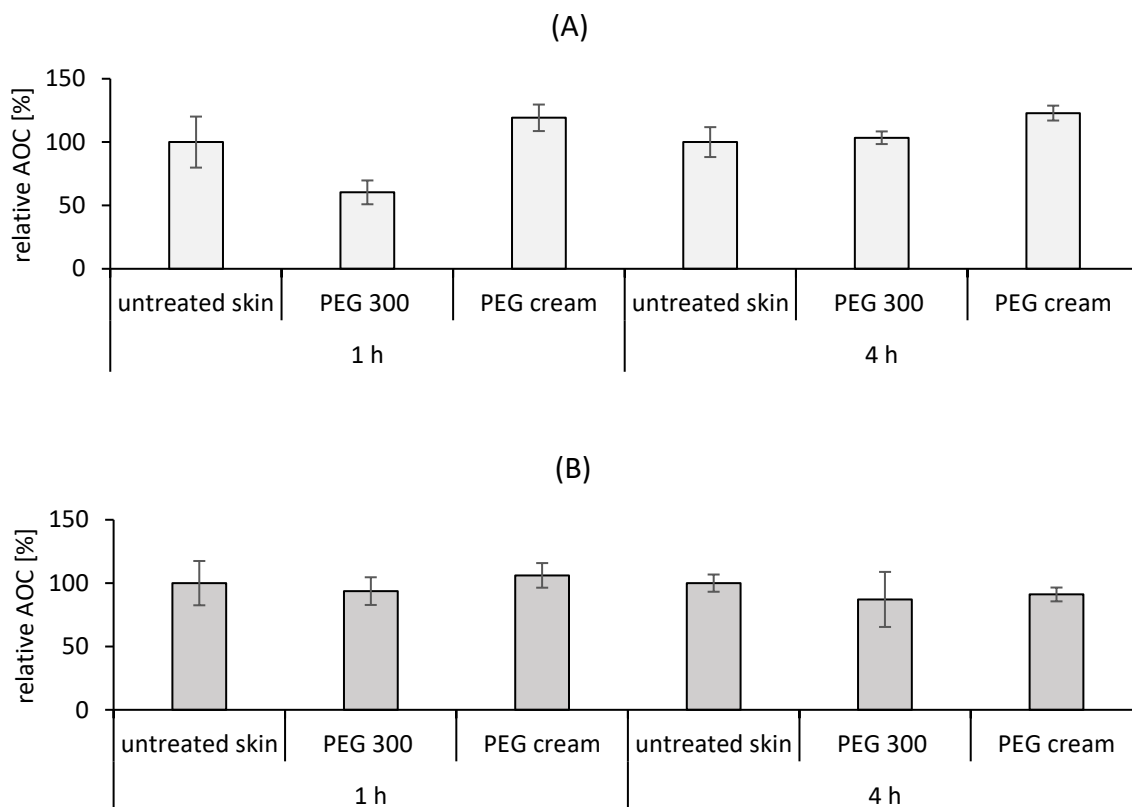 (A)
relative AOC [%]
150
100
50
0
untreated skin PEG 300 PEG cream untreated skin PEG 300 PEG cream
1 h 4 h
(B)
relative AOC [%]
150
100
50
0
untreated skin PEG 300 PEG cream untreated skin PEG 300 PEG cream
1 h 4 h